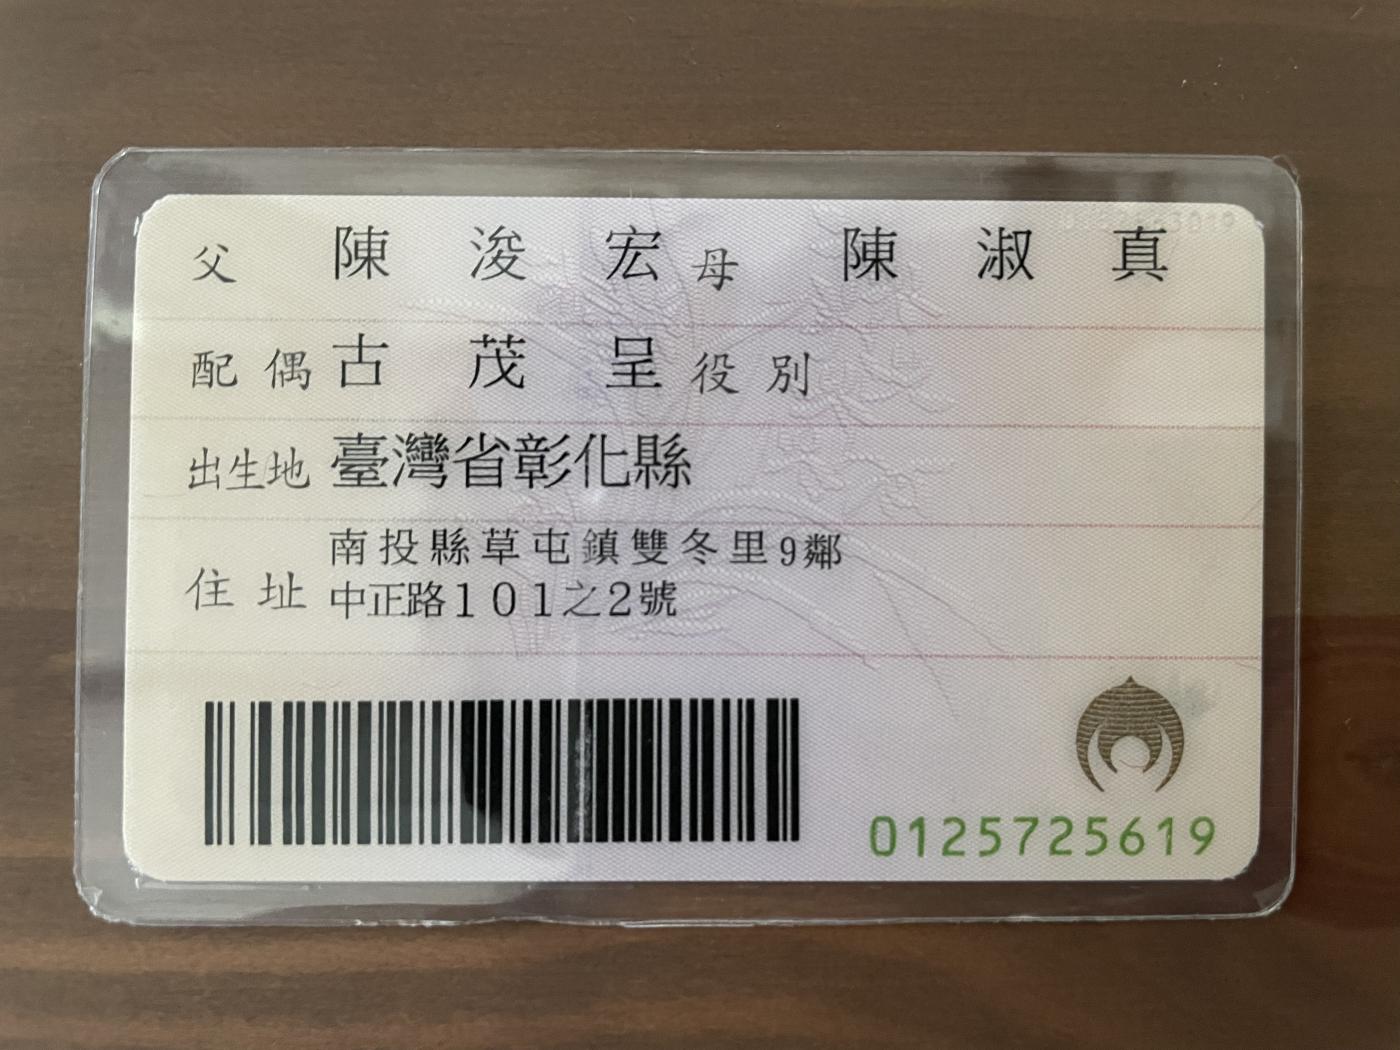 父 陳浚宏 母 陳淑真
配偶 古茂呈 役別
出生地 臺灣省彰化縣
住址 南投縣草屯鎮雙冬里9鄰
中正路101之2號
0125725619